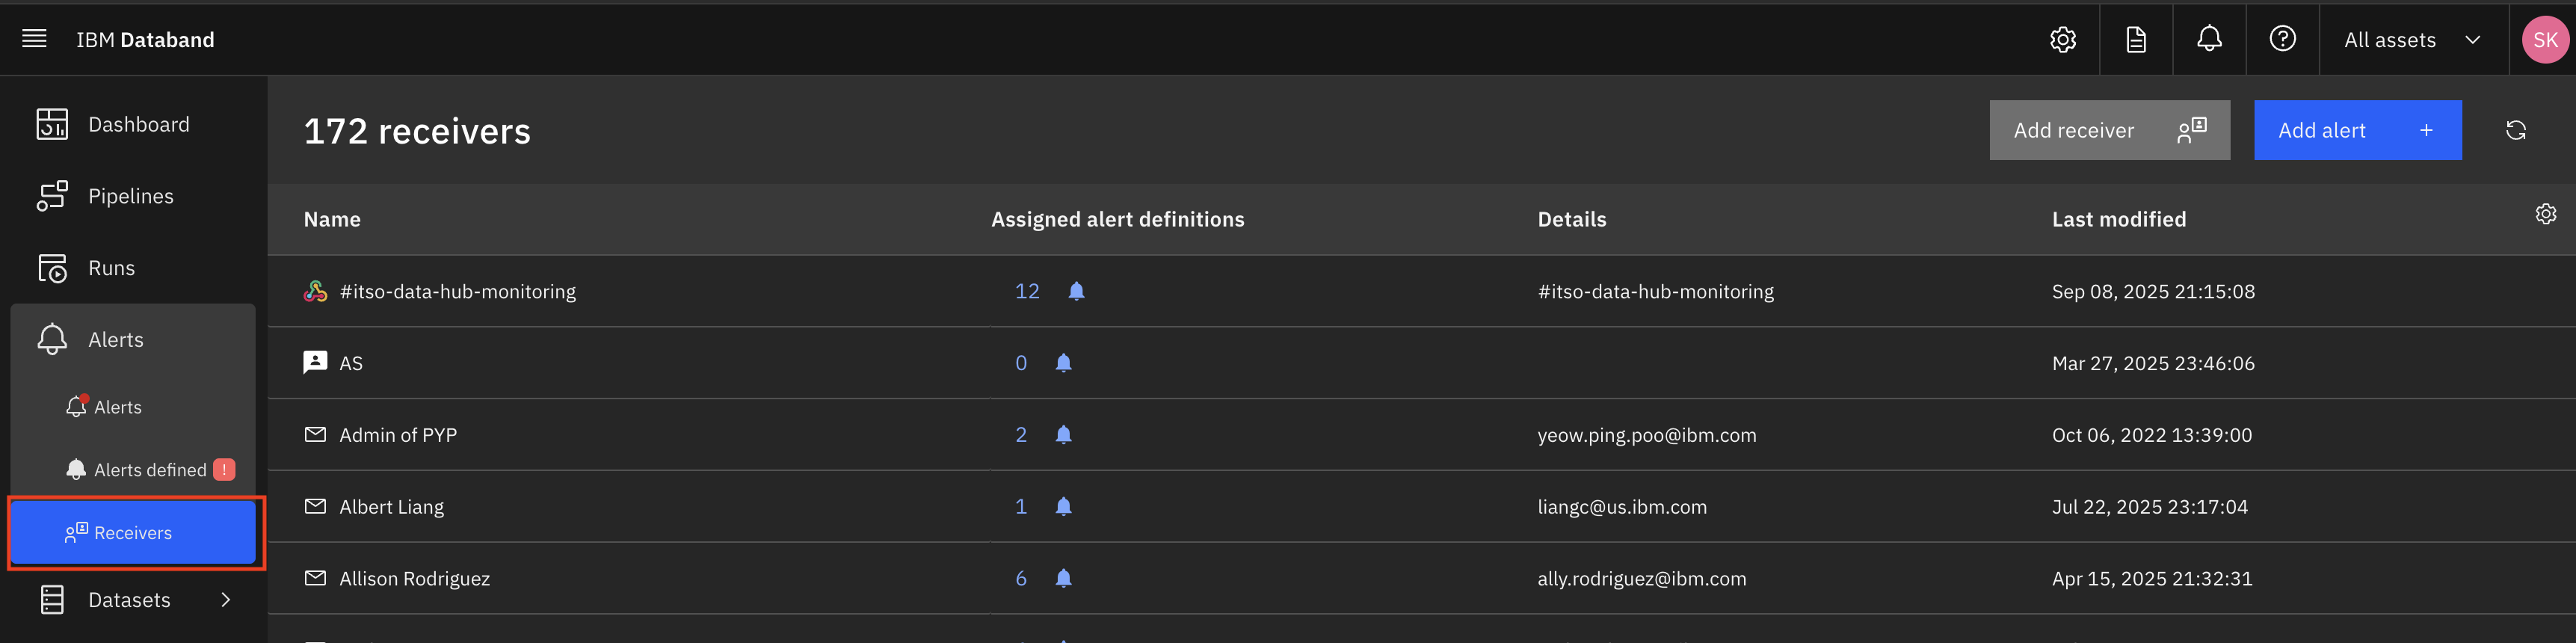 IBM Databand
All assets
SK
Dashboard
Pipelines
Runs
Alerts
Alerts
Alerts defined !
Receivers
Datasets
172 receivers
Add receiver
Add alert +
Name Assigned alert definitions Details Last modified
#itso-data-hub-monitoring 12 #itso-data-hub-monitoring Sep 08, 2025 21:15:08
AS 0 Mar 27, 2025 23:46:06
Admin of PYP 2 yeow.ping.poo@ibm.com Oct 06, 2022 13:39:00
Albert Liang 1 liangc@us.ibm.com Jul 22, 2025 23:17:04
Allison Rodriguez 6 ally.rodriguez@ibm.com Apr 15, 2025 21:32:31